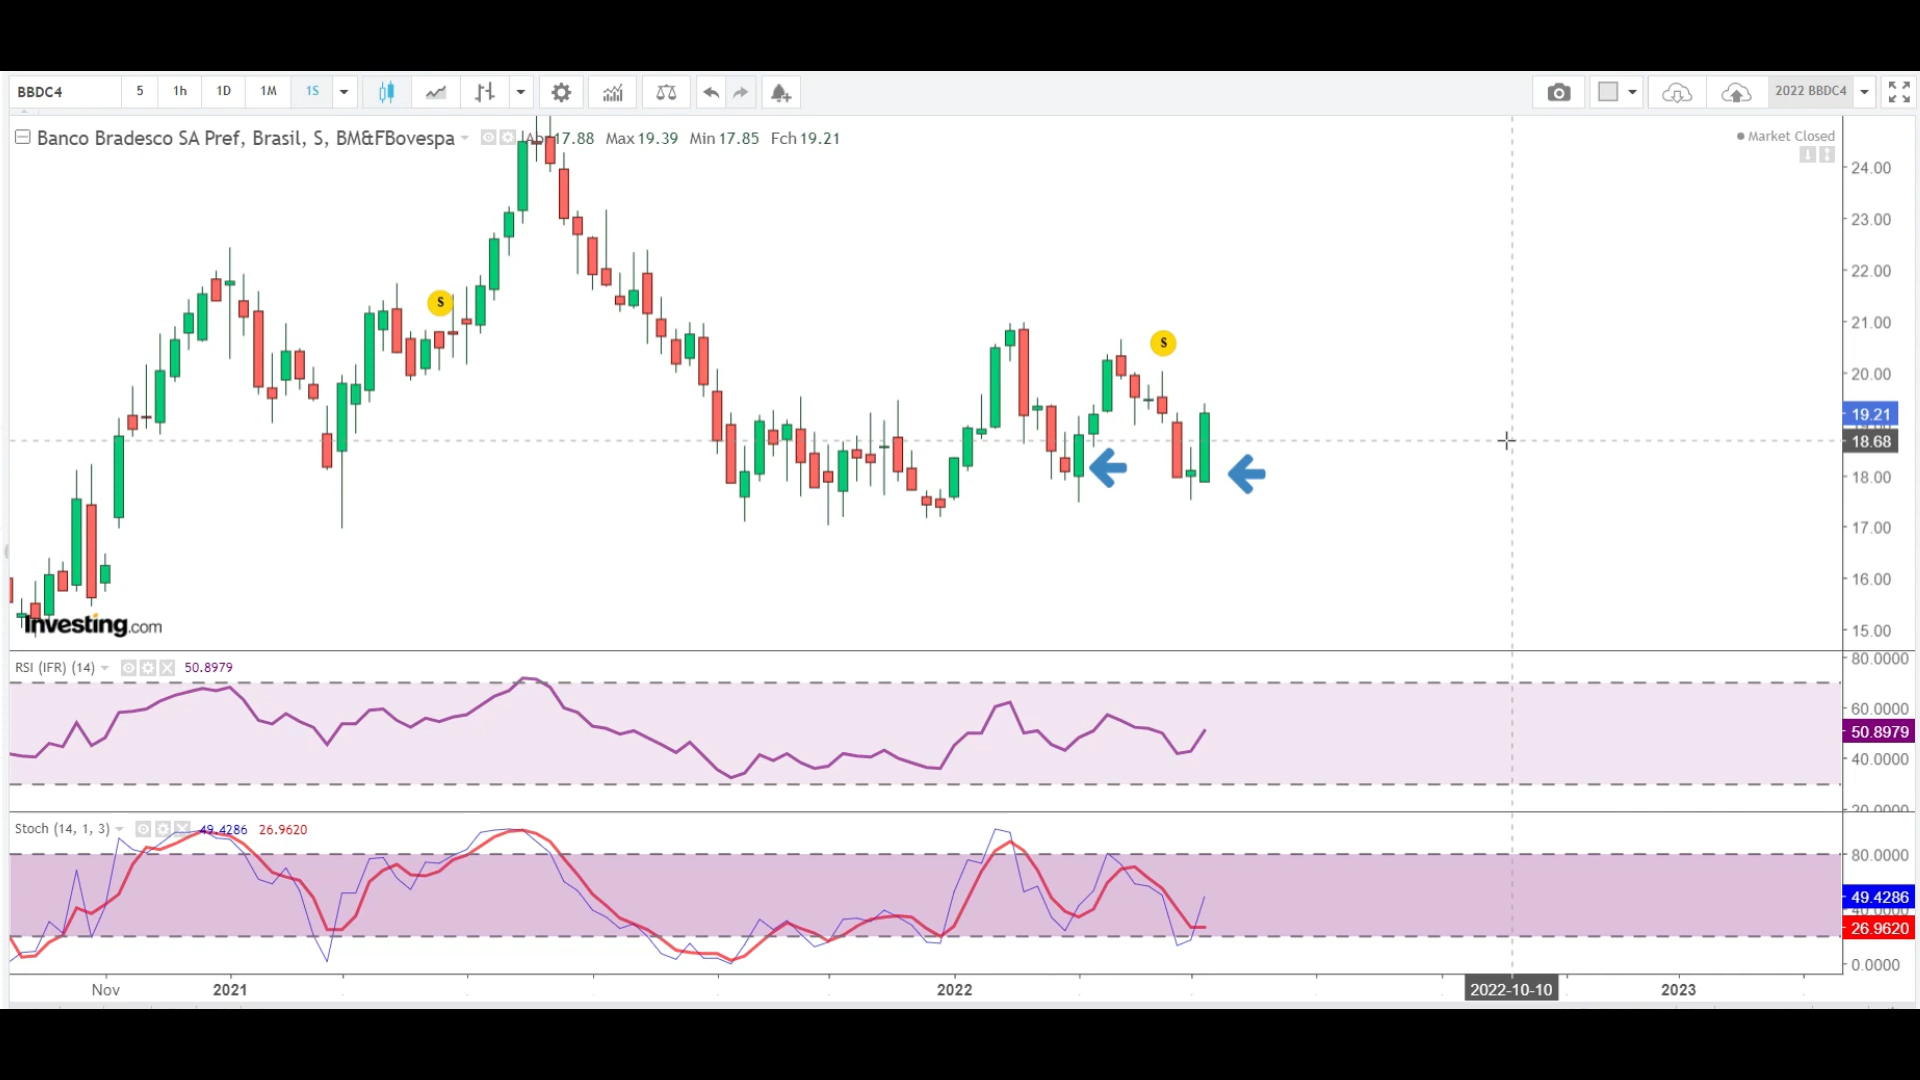 BBDC4 5 1h 1D 1M 1S 2022 BBDC4
Banco Bradesco SA Pref, Brasil, S, BM&FBovespa 17.88 Max 19.39 Min 17.85 Fch 19.21
Market Closed
24.00
23.00
22.00
S
21.00
S
20.00
19.21
18.68
18.00
17.00
16.00
Investing.com
15.00
RSI (IFR) (14) 50.8979
80.0000
60.0000
50.8979
40.0000
20.0000
Stoch (14, 1, 3) 49.4286 26.9620
80.0000
49.4286
40.0000
26.9620
0.0000
Nov 2021 2022 2022-10-10 2023